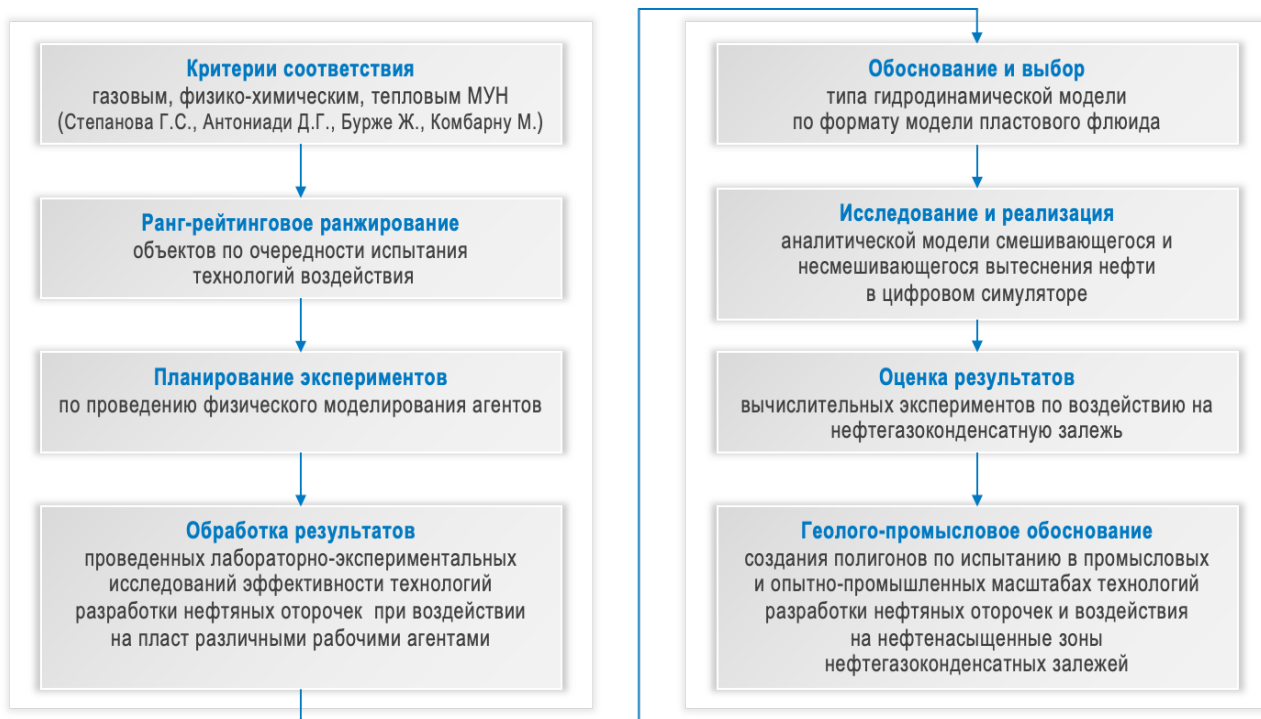 Критерии соответствия
газовым, физико-химическим, тепловым МУН
(Степанова Г.С., Антониади Д.Г., Бурже Ж., Комбарну М.)
Ранг-рейтинговое ранжирование
объектов по очередности испытания
технологий воздействия
Планирование экспериментов
по проведению физического моделирования агентов
Обработка результатов
проведенных лабораторно-экспериментальных
исследований эффективности технологий
разработки нефтяных оторочек при воздействии
на пласт различными рабочими агентами
Обоснование и выбор
типа гидродинамической модели
по формату модели пластового флюида
Исследование и реализация
аналитической модели смешивающегося и
несмешивающегося вытеснения нефти
в цифровом симуляторе
Оценка результатов
вычислительных экспериментов по воздействию на
нефтегазоконденсатную залежь
Геолого-промысловое обоснование
создания полигонов по испытанию в промысловых
и опытно-промышленных масштабах технологий
разработки нефтяных оторочек и воздействия
на нефтенасыщенные зоны
нефтегазоконденсатных залежей